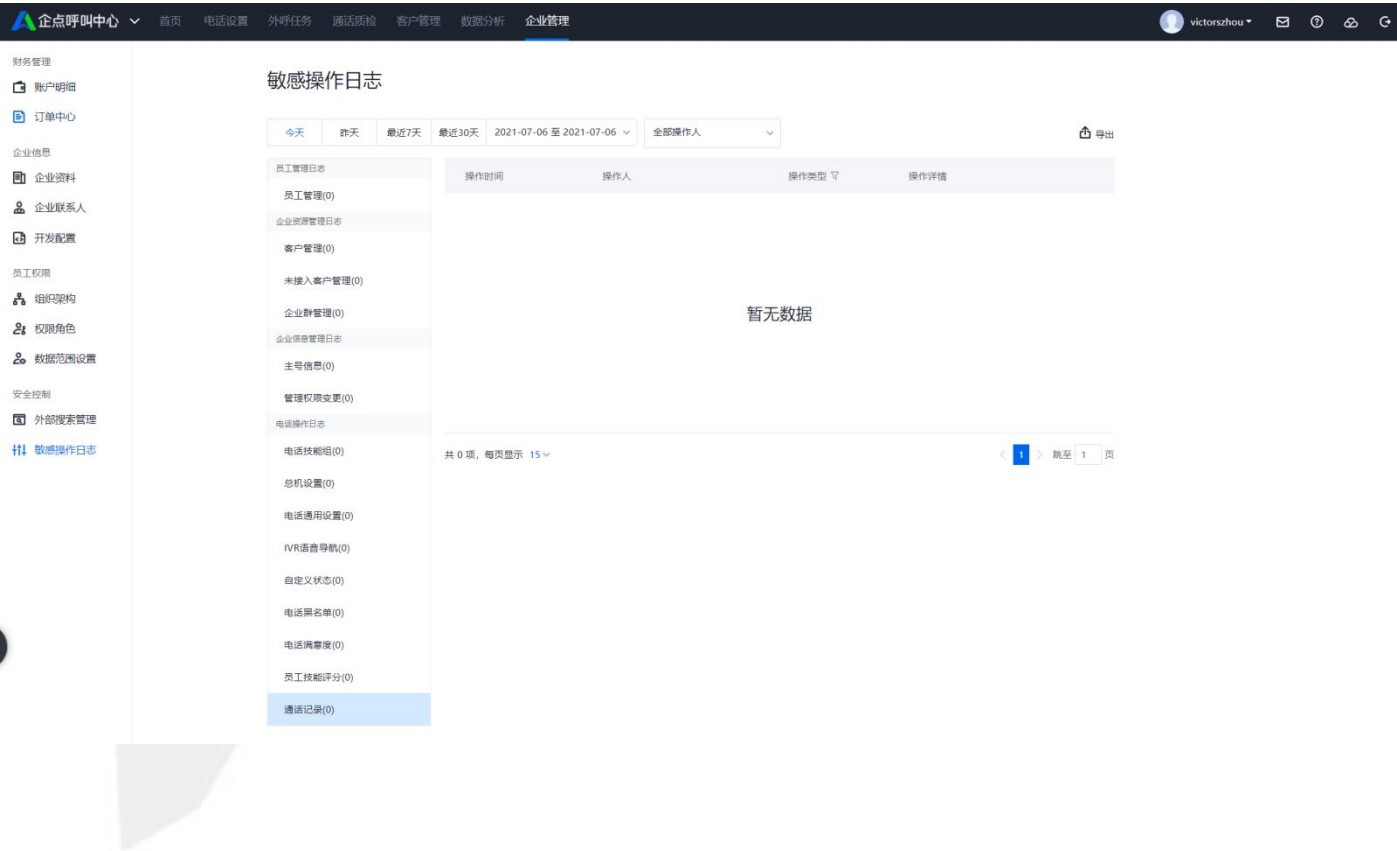 企点呼叫中心 首页 电话设置 外呼任务 通话质检 客户管理 数据分析 企业管理 victorszhou
财务管理
账户明细
订单中心
企业信息
企业资料
企业联系人
开发配置
员工权限
组织架构
权限角色
数据范围设置
安全控制
外部搜索管理
敏感操作日志
敏感操作日志
今天 昨天 最近7天 最近30天 2021-07-06 至 2021-07-06 全部操作人 导出
员工管理日志
员工管理(0)
企业资源管理日志
客户管理(0)
未接入客户管理(0)
企业群管理(0)
企业信息管理日志
主号信息(0)
管理权限变更(0)
电话操作日志
电话技能组(0)
总机设置(0)
电话通用设置(0)
IVR语音导航(0)
自定义状态(0)
电话黑名单(0)
电话满意度(0)
员工技能评分(0)
通话记录(0)
操作时间 操作人 操作类型 操作详情
暂无数据
共 0 项，每页显示 15 1 跳至 1 页